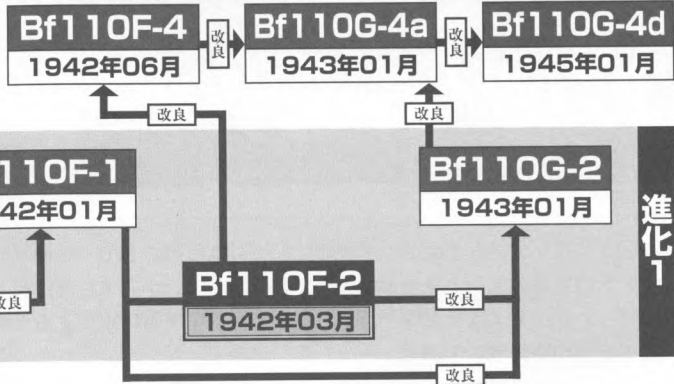 Bf110F-4
1942年06月
改良
Bf110G-4a
1943年01月
改良
Bf110G-4d
1945年01月
改良
改良
110F-1
42年01月
Bf110G-2
1943年01月
進化1
改良
Bf110F-2
1942年03月
改良
改良